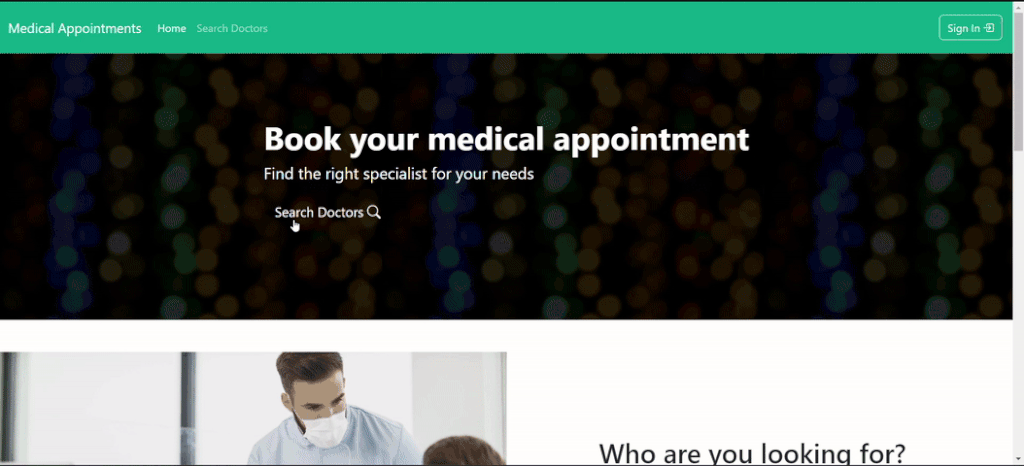 Medical Appointments Home Search Doctors Sign In
Book your medical appointment
Find the right specialist for your needs
Search Doctors
Who are you looking for?